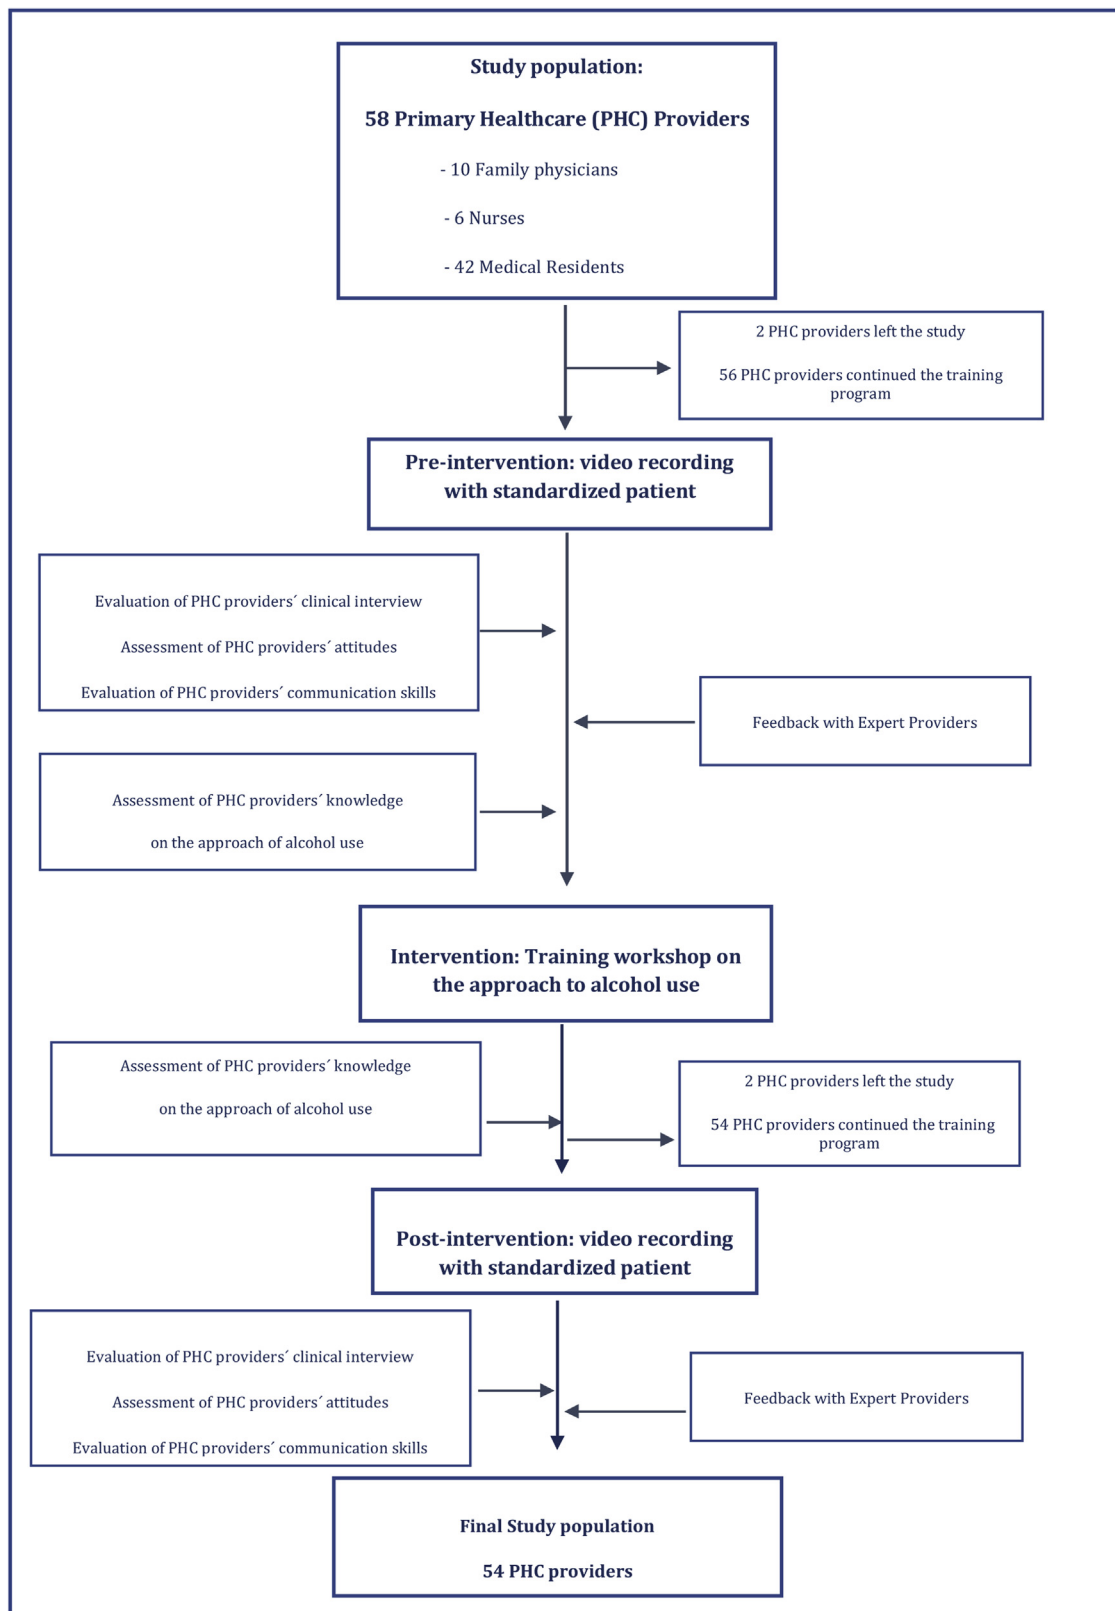 Study population:
58 Primary Healthcare (PHC) Providers
- 10 Family physicians
- 6 Nurses
- 42 Medical Residents
2 PHC providers left the study
56 PHC providers continued the training
program
Pre-intervention: video recording
with standardized patient
Evaluation of PHC providers´ clinical interview
Assessment of PHC providers´ attitudes
Evaluation of PHC providers´ communication skills
Feedback with Expert Providers
Assessment of PHC providers´ knowledge
on the approach of alcohol use
Intervention: Training workshop on
the approach to alcohol use
Assessment of PHC providers´ knowledge
on the approach of alcohol use
2 PHC providers left the study
54 PHC providers continued the training
program
Post-intervention: video recording
with standardized patient
Evaluation of PHC providers´ clinical interview
Assessment of PHC providers´ attitudes
Evaluation of PHC providers´ communication skills
Feedback with Expert Providers
Final Study population
54 PHC providers